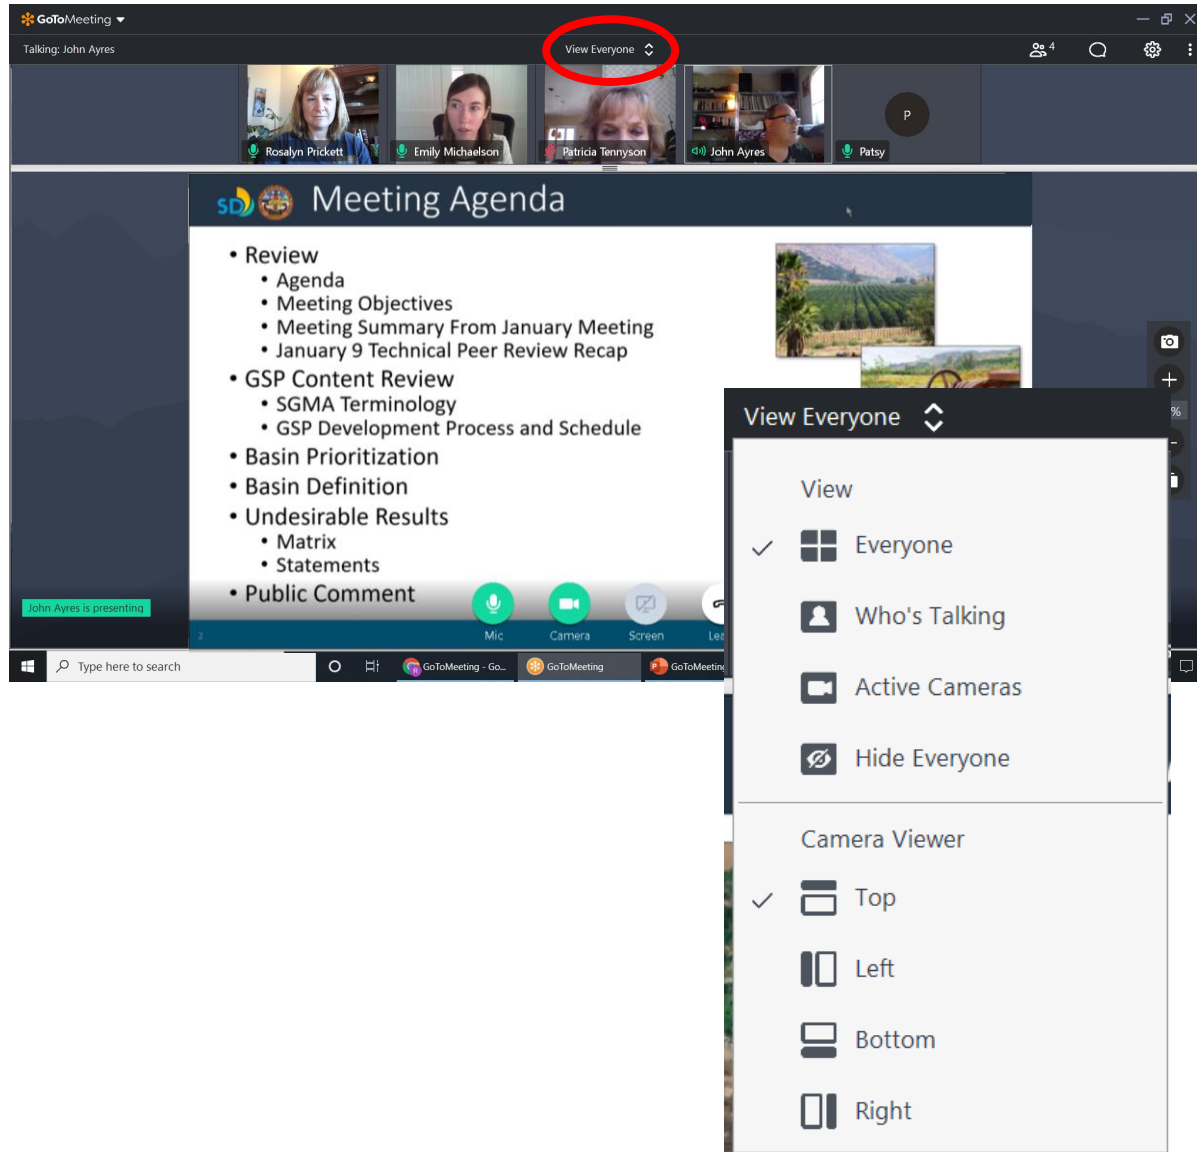 GoToMeeting
Talking: John Ayres
View Everyone
4
Rosalyn Prickett
Emily Michaelson
Patricia Tennyson
John Ayres
P
Patsy
SD
Meeting Agenda
• Review
• Agenda
• Meeting Objectives
• Meeting Summary From January Meeting
• January 9 Technical Peer Review Recap
• GSP Content Review
• SGMA Terminology
• GSP Development Process and Schedule
• Basin Prioritization
• Basin Definition
• Undesirable Results
• Matrix
• Statements
• Public Comment
%
John Ayres is presenting
2
Mic
Camera
Screen
Lea
Type here to search
GoToMeeting - Go...
GoToMeeting
GoToMeeting
View Everyone
View
Everyone
Who's Talking
Active Cameras
Hide Everyone
Camera Viewer
Top
Left
Bottom
Right